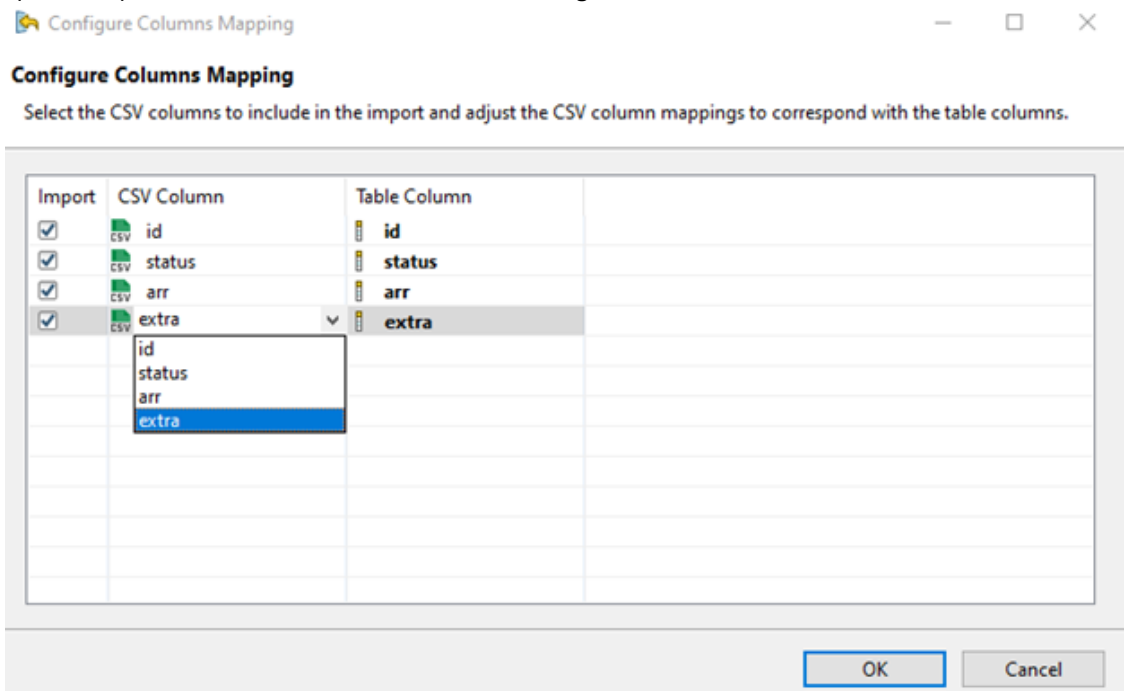 Configure Columns Mapping
Configure Columns Mapping
Select the CSV columns to include in the import and adjust the CSV column mappings to correspond with the table columns.
Import CSV Column Table Column
CSV id id
CSV status status
CSV arr arr
CSV extra extra
id
status
arr
extra
OK Cancel